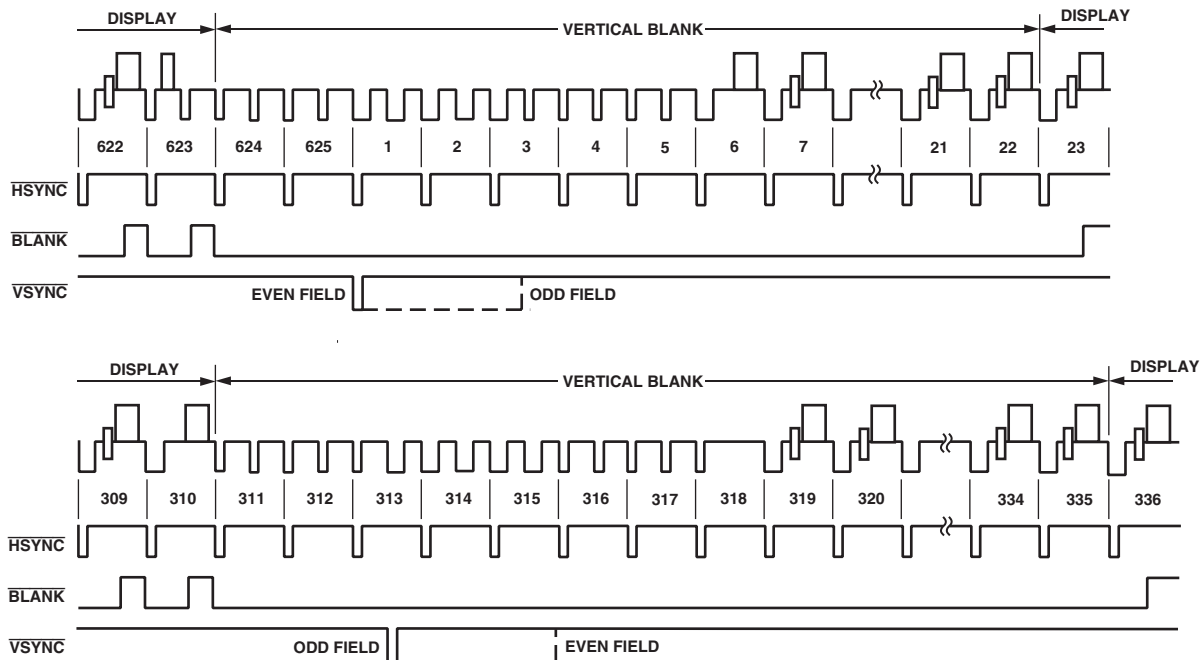 DISPLAY VERTICAL BLANK DISPLAY
622 623 624 625 1 2 3 4 5 6 7 21 22 23
HSYNC
BLANK
VSYNC EVEN FIELD ODD FIELD
DISPLAY VERTICAL BLANK DISPLAY
309 310 311 312 313 314 315 316 317 318 319 320 334 335 336
HSYNC
BLANK
VSYNC ODD FIELD EVEN FIELD